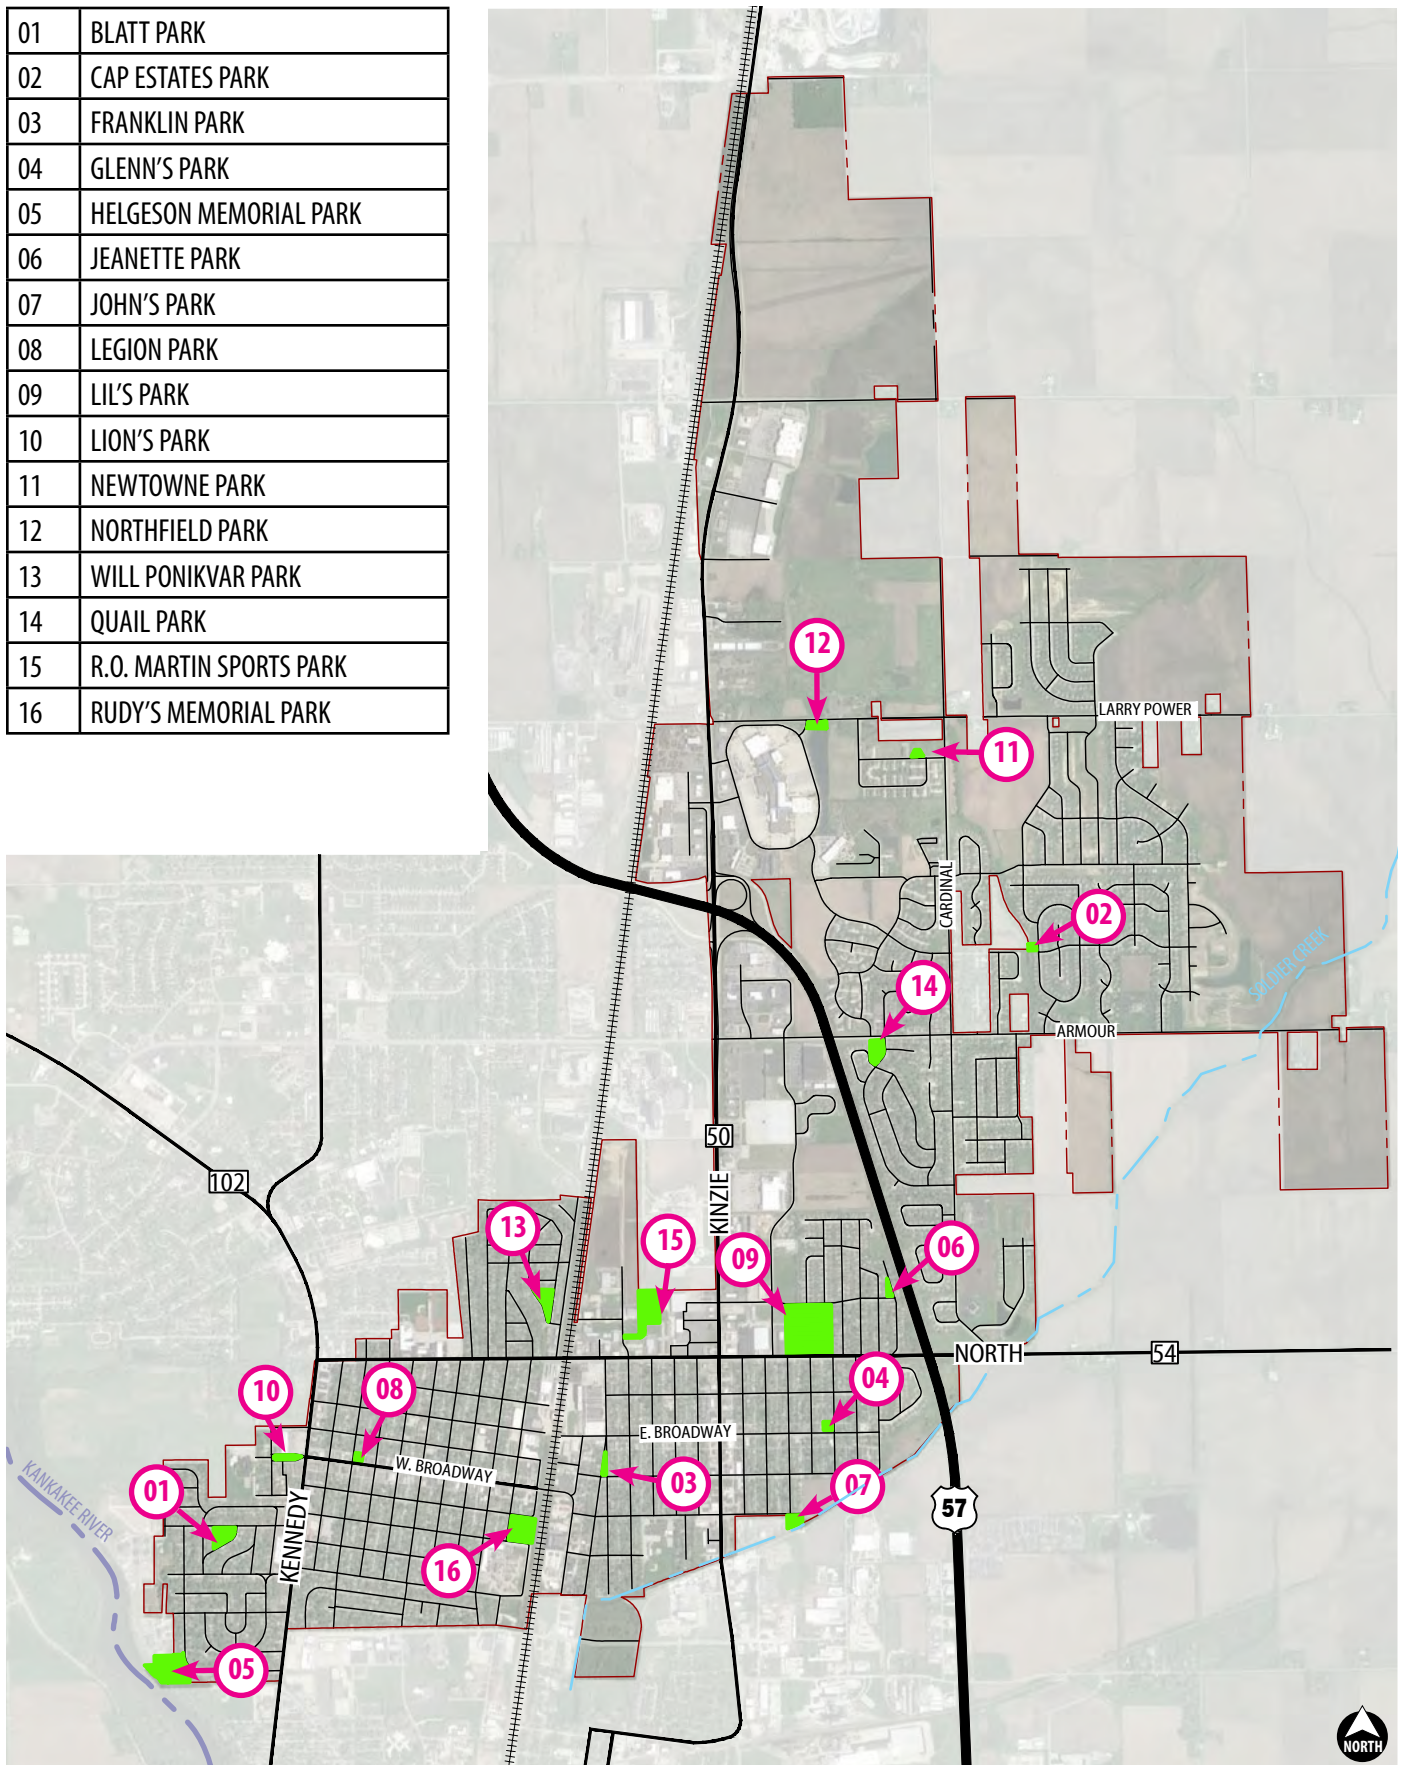 01 BLATT PARK
02 CAP ESTATES PARK
03 FRANKLIN PARK
04 GLENN'S PARK
05 HELGESON MEMORIAL PARK
06 JEANETTE PARK
07 JOHN'S PARK
08 LEGION PARK
09 LIL'S PARK
10 LION'S PARK
11 NEWTOWNE PARK
12 NORTHFIELD PARK
13 WILL PONIKVAR PARK
14 QUAIL PARK
15 R.O. MARTIN SPORTS PARK
16 RUDY'S MEMORIAL PARK
12
LARRY POWER
11
CARDINAL
02
SOLDIER CREEK
14
ARMOUR
50
102
KINZIE
13
15
09
06
NORTH
54
10
08
04
E. BROADWAY
W. BROADWAY
03
07
KANKAKEE RIVER
01
KENNEDY
57
16
05
NORTH